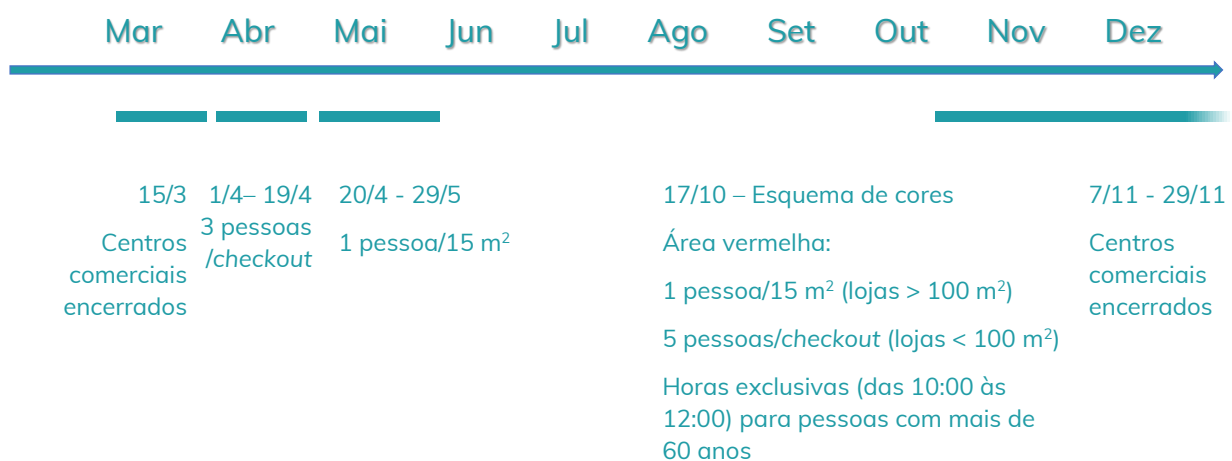 Mar Abr Mai Jun Jul Ago Set Out Nov Dez
15/3
Centros
comerciais
encerrados
1/4– 19/4
3 pessoas
/checkout
20/4 - 29/5
1 pessoa/15 m²
17/10 – Esquema de cores
Área vermelha:
1 pessoa/15 m² (lojas > 100 m²)
5 pessoas/checkout (lojas < 100 m²)
Horas exclusivas (das 10:00 às
12:00) para pessoas com mais de
60 anos
7/11 - 29/11
Centros
comerciais
encerrados